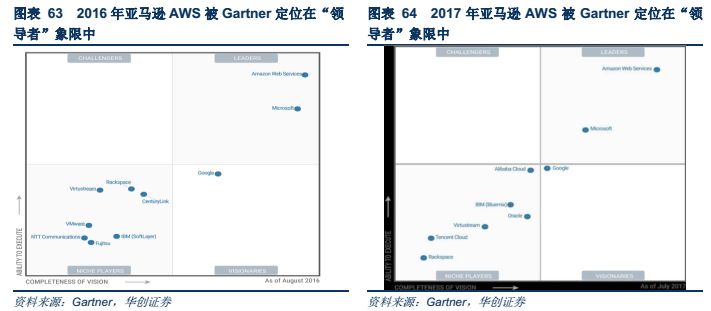 图表 63 2016 年亚马逊 AWS 被 Gartner 定位在“领
导者”象限中
CHALLENGERS
LEADERS
Amazon Web Services
Microsoft
Google
Rackspace
Virtustream
CenturyLink
VMware
NTT Communications
IBM (SoftLayer)
Fujitsu
NICHE PLAYERS
VISIONARIES
ABILITY TO EXECUTE
COMPLETENESS OF VISION
As of August 2016
资料来源：Gartner，华创证券
图表 64 2017 年亚马逊 AWS 被 Gartner 定位在“领
导者”象限中
CHALLENGERS
LEADERS
Amazon Web Services
Microsoft
Alibaba Cloud
Google
IBM (Bluemix)
Oracle
Virtustream
Tencent Cloud
Rackspace
NICHE PLAYERS
VISIONARIES
ABILITY TO EXECUTE
COMPLETENESS OF VISION
As of July 2017
资料来源：Gartner，华创证券